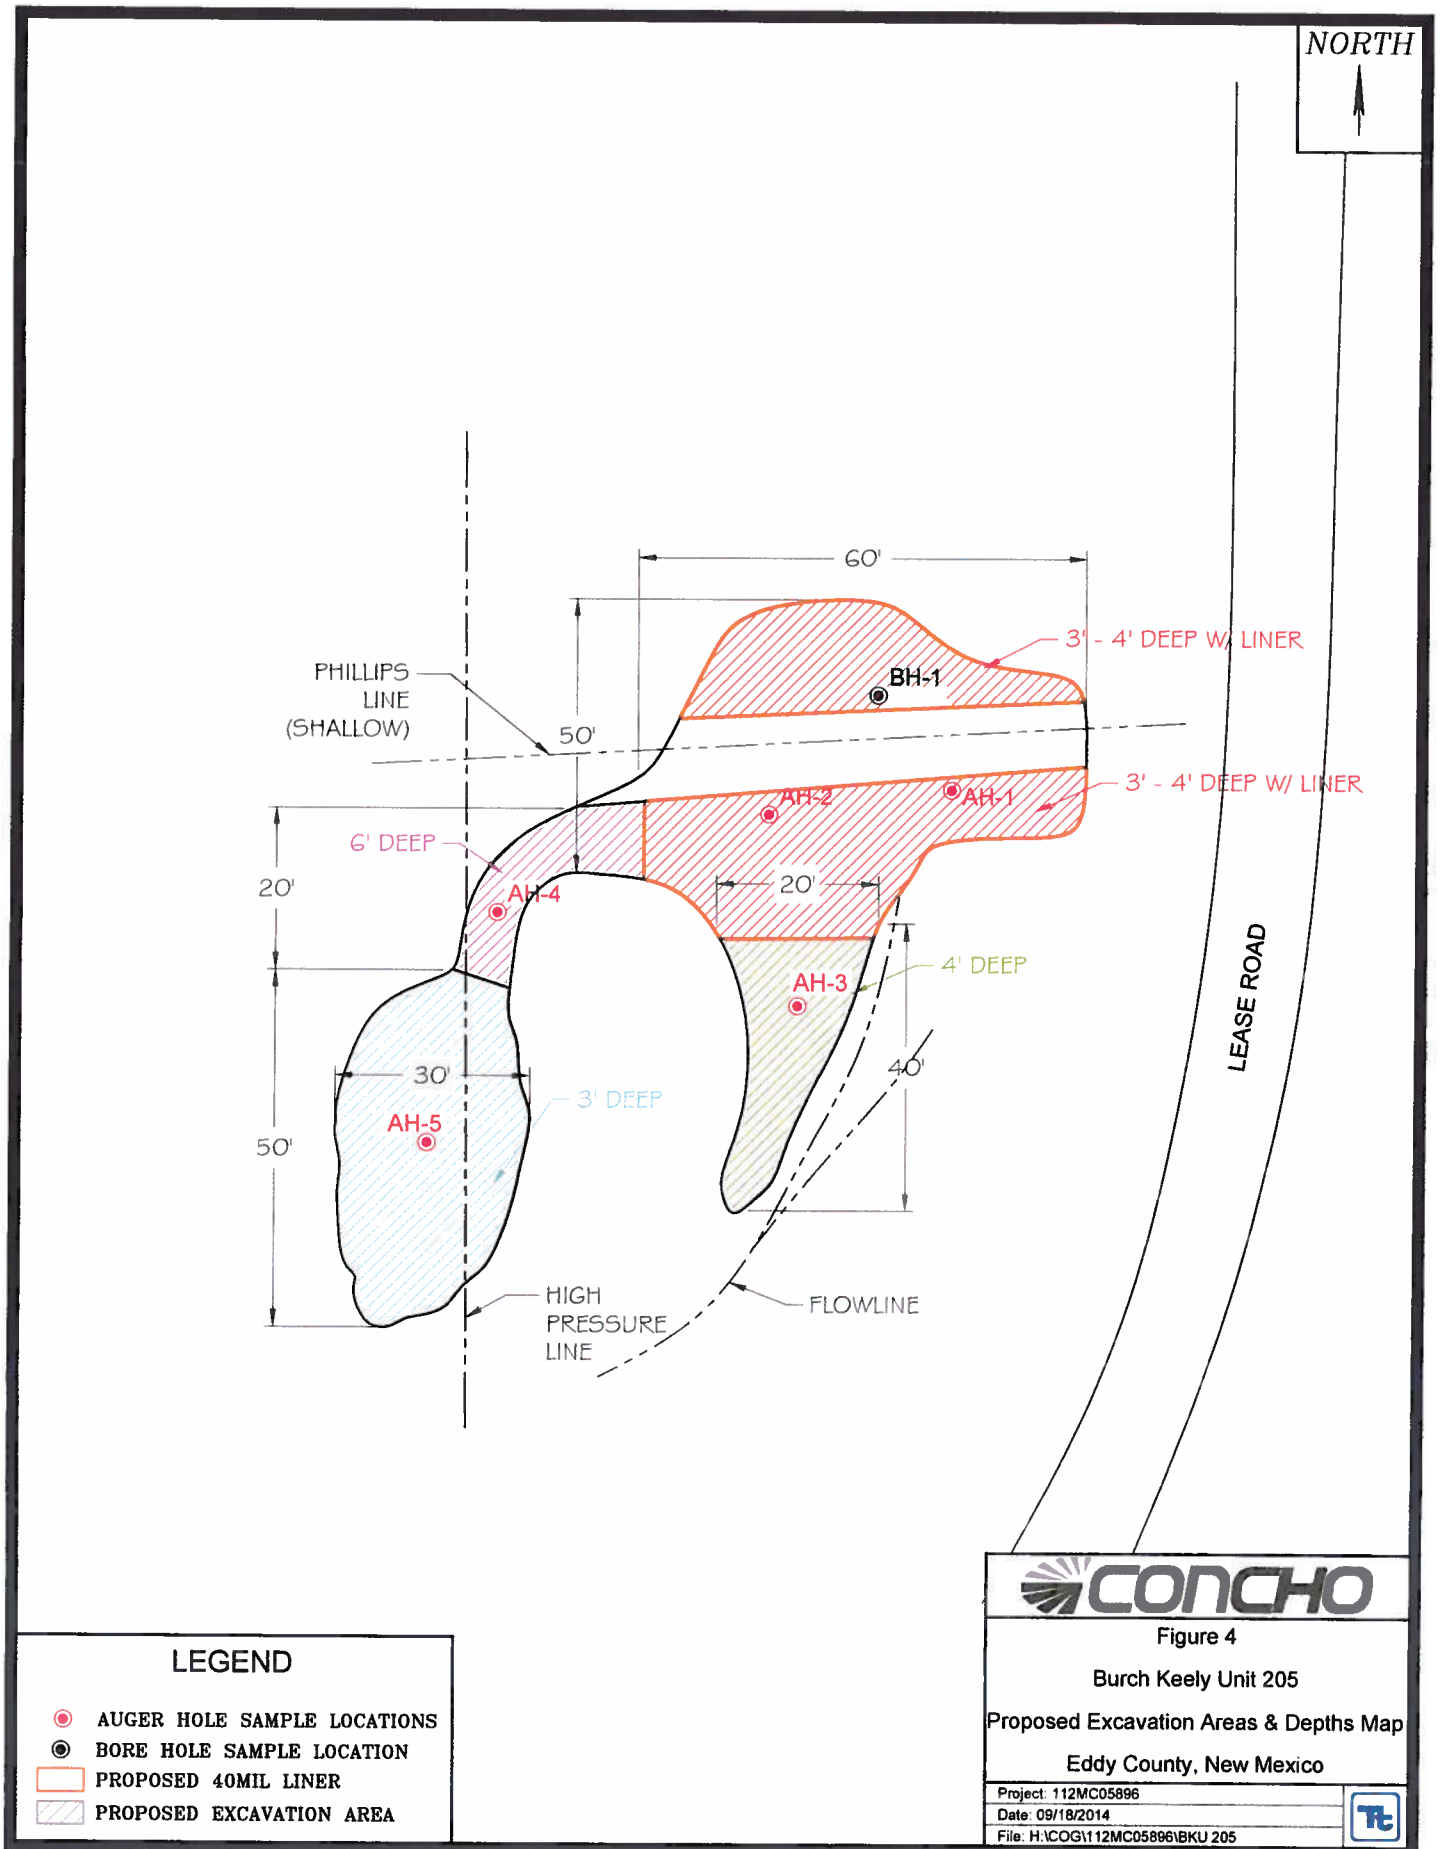 NORTH
60'
3' - 4' DEEP W/ LINER
BH-1
PHILLIPS
LINE
(SHALLOW)
50'
3' - 4' DEEP W/ LINER
AH-2
AH-1
6' DEEP
20'
20'
AH-4
4' DEEP
AH-3
LEASE ROAD
40'
30'
3' DEEP
AH-5
50'
HIGH
PRESSURE
LINE
FLOWLINE
CONCHO
Figure 4
Burch Keely Unit 205
Proposed Excavation Areas & Depths Map
Eddy County, New Mexico
Project: 112MC05896
Date: 09/18/2014
File: H:\COG\112MC05896\BKU 205
Tt
LEGEND
AUGER HOLE SAMPLE LOCATIONS
BORE HOLE SAMPLE LOCATION
PROPOSED 40MIL LINER
PROPOSED EXCAVATION AREA